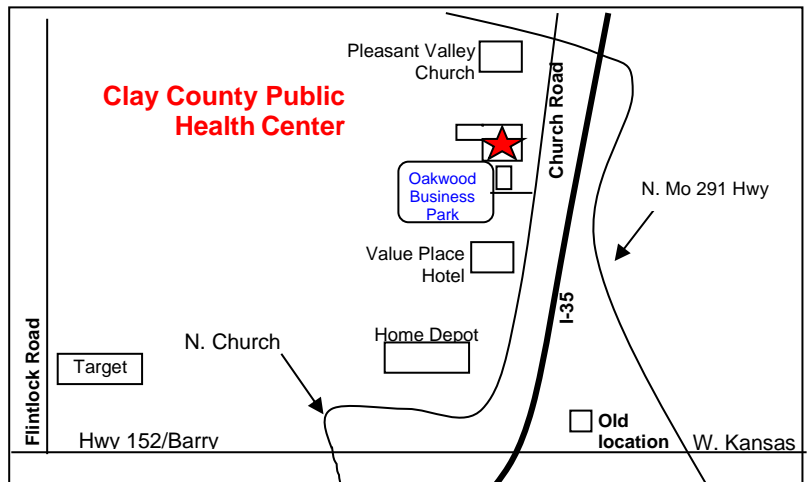 Pleasant Valley
Church
Clay County Public
Health Center
Church Road
Oakwood
Business
Park
N. Mo 291 Hwy
Value Place
Hotel
I-35
N. Church
Home Depot
Flintlock Road
Target
Old
location
Hwy 152/Barry
W. Kansas